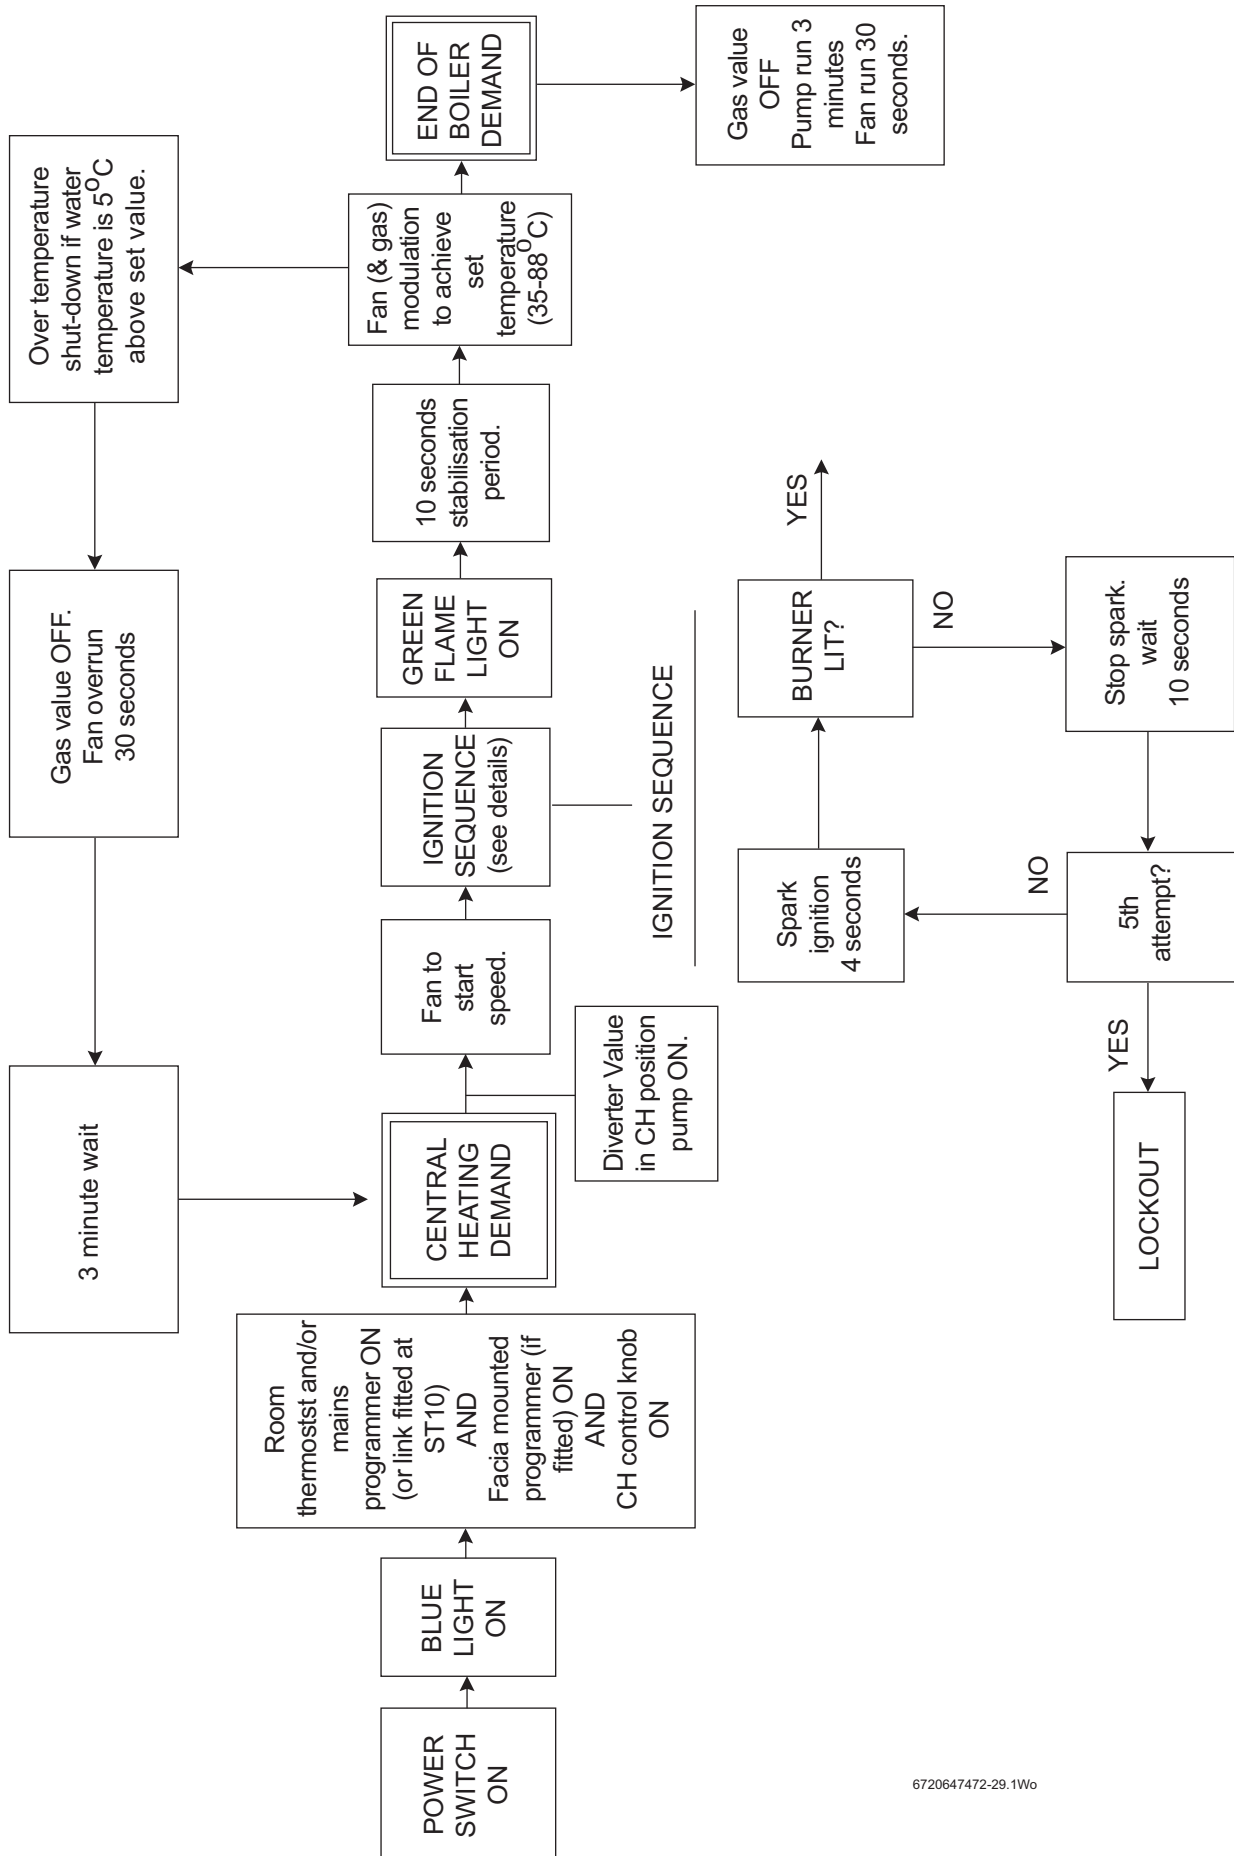 POWER
SWITCH
ON
BLUE
LIGHT
ON
Room
thermostst and/or
mains
programmer ON
(or link fitted at
ST10)
AND
Facia mounted
programmer (if
fitted) ON
AND
CH control knob
ON
CENTRAL
HEATING
DEMAND
Diverter Value
in CH position
pump ON.
Fan to
start
speed.
IGNITION
SEQUENCE
(see details)
GREEN
FLAME
LIGHT
ON
10 seconds
stabilisation
period.
Fan (& gas)
modulation
to achieve
set
temperature
(35-88°C)
END OF
BOILER
DEMAND
Gas value
OFF
Pump run 3
minutes
Fan run 30
seconds.
Over temperature
shut-down if water
temperature is 5°C
above set value.
Gas value OFF.
Fan overrun
30 seconds
3 minute wait
IGNITION SEQUENCE
Spark
ignition
4 seconds
BURNER
LIT?
YES
NO
Stop spark.
wait
10 seconds
5th
attempt?
NO
YES
LOCKOUT
6720647472-29.1Wo